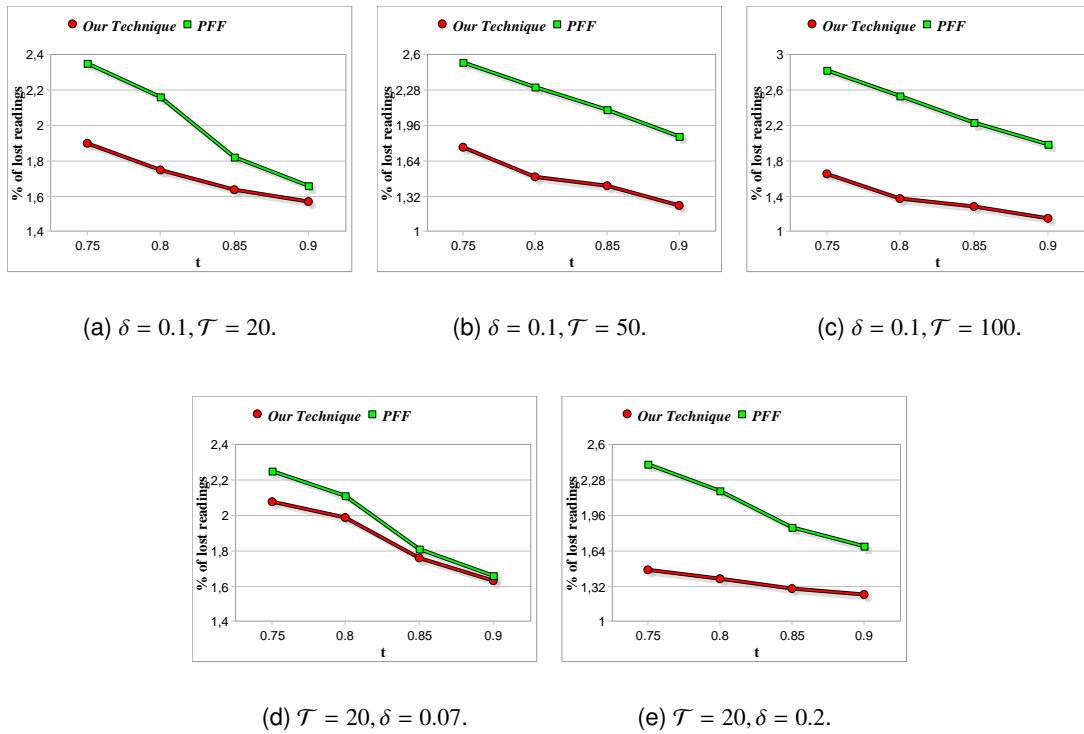 Our Technique PFF
% of lost readings
2,4
2,2
2
1,8
1,6
1,4
0.75 0.8 0.85 0.9
t
(a) δ = 0.1, 𝒯 = 20.
Our Technique PFF
% of lost readings
2,6
2,28
1,96
1,64
1,32
1
0.75 0.8 0.85 0.9
t
(b) δ = 0.1, 𝒯 = 50.
Our Technique PFF
% of lost readings
3
2,6
2,2
1,8
1,4
1
0.75 0.8 0.85 0.9
t
(c) δ = 0.1, 𝒯 = 100.
Our Technique PFF
% of lost readings
2,4
2,2
2
1,8
1,6
1,4
0.75 0.8 0.85 0.9
t
(d) 𝒯 = 20, δ = 0.07.
Our Technique PFF
% of lost readings
2,6
2,28
1,96
1,64
1,32
1
0.75 0.8 0.85 0.9
t
(e) 𝒯 = 20, δ = 0.2.